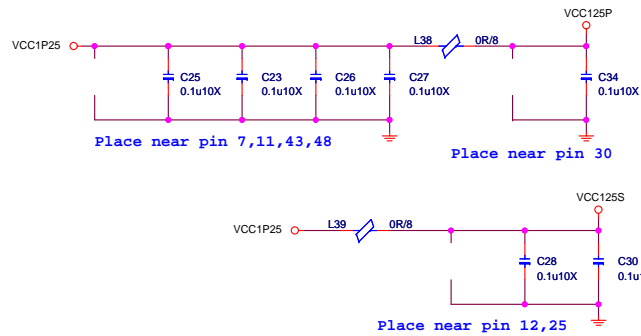 VCC125P
VCC1P25
L38
0R/8
C25
0.1u10X
C23
0.1u10X
C26
0.1u10X
C27
0.1u10X
C34
0.1u10X
Place near pin 7,11,43,48
Place near pin 30
VCC125S
VCC1P25
L39
0R/8
C28
0.1u10X
C30
0.1u
Place near pin 12,25